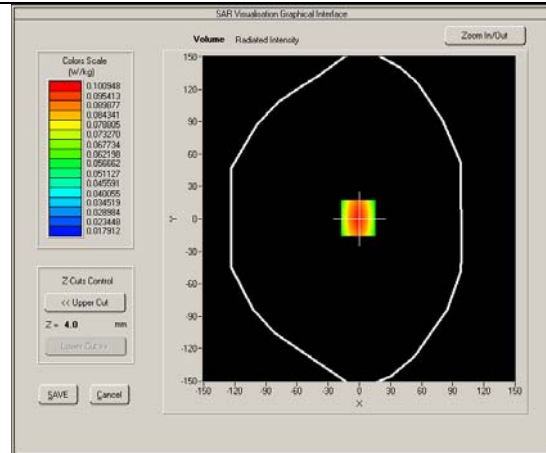 SAR Visualisation Graphical Interface
Volume Radiated Intensity
Zoom In/Out
Colors Scale
(W/kg)
0.100948
0.095413
0.089877
0.084341
0.078805
0.073270
0.067734
0.062198
0.056662
0.051127
0.045591
0.040055
0.034519
0.028984
0.023448
0.017912
150
120
90
60
30
0
-30
-60
-90
-120
-150
Y
-150 -120 -90 -60 -30 0 30 60 90 120 150
X
Z Cuts Control
<< Upper Cut
Z = 4.0 mm
Lower Cut >>
SAVE Cancel